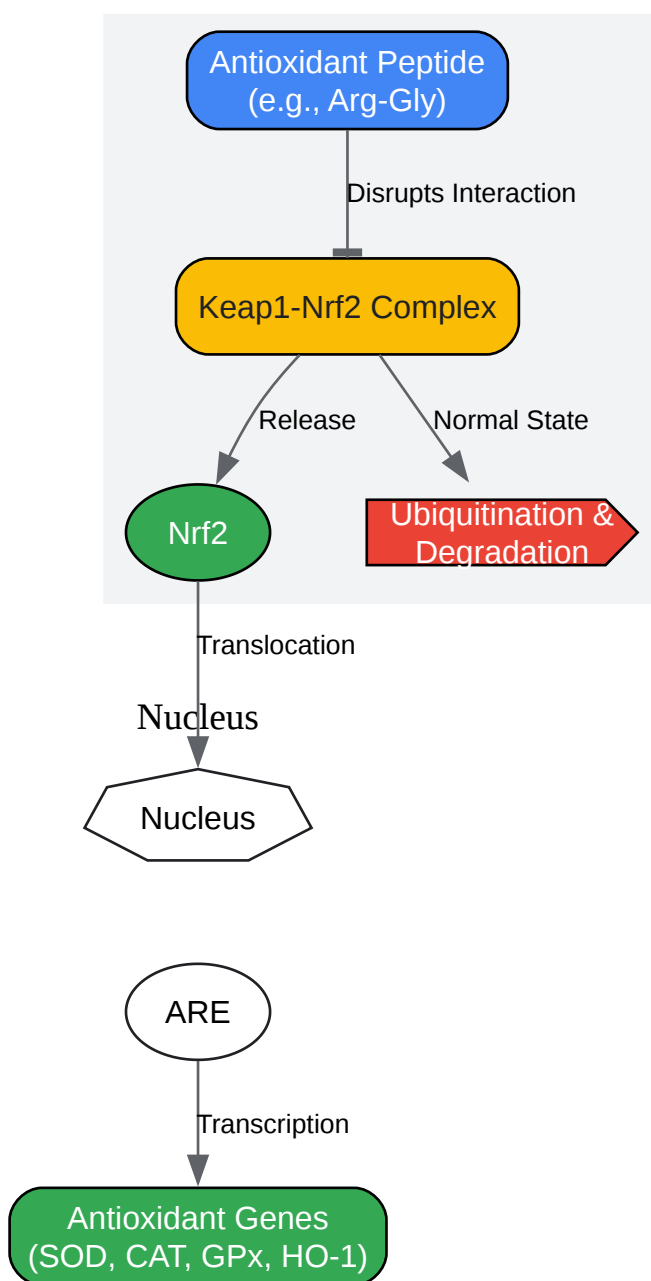 Antioxidant Peptide
(e.g., Arg-Gly)
Disrupts Interaction
Keap1-Nrf2 Complex
Release
Normal State
Nrf2
Ubiquitination &
Degradation
Translocation
Nucleus
Nucleus
ARE
Transcription
Antioxidant Genes
(SOD, CAT, GPx, HO-1)